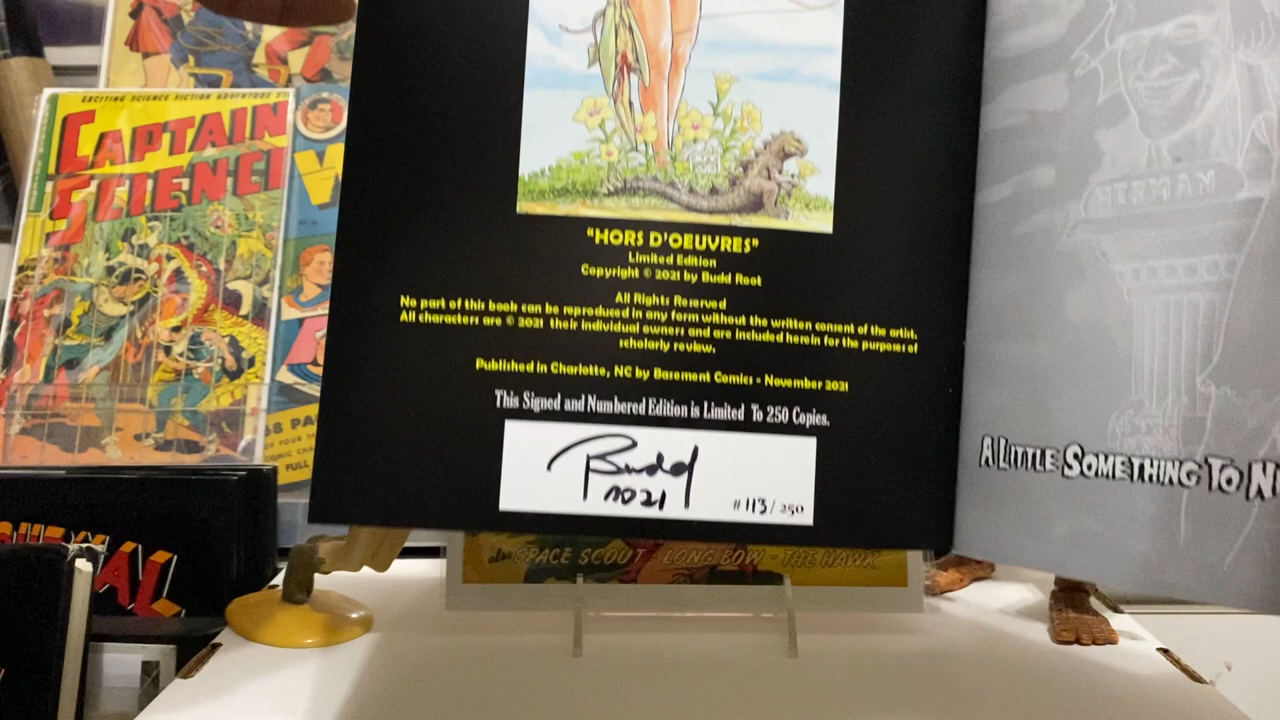 EXCITING SCIENCE FICTION ADVENTURE
CAPTAIN
SCIENCE
"HORS D'OEUVRES"
Limited Edition
Copyright © 2021 by Budd Root
All Rights Reserved
No part of this book can be reproduced in any form without the written consent of the artist.
All characters are © 2021 their individual owners and are included herein for the purposes of
scholarly review.
Published in Charlotte, NC by Basement Comics - November 2021
This Signed and Numbered Edition is Limited To 250 Copies.
Budd
2021
#113/250
HERMAN
A LITTLE SOMETHING TO
also SPACE SCOUT · LONG BOW · THE HAWK
FULL